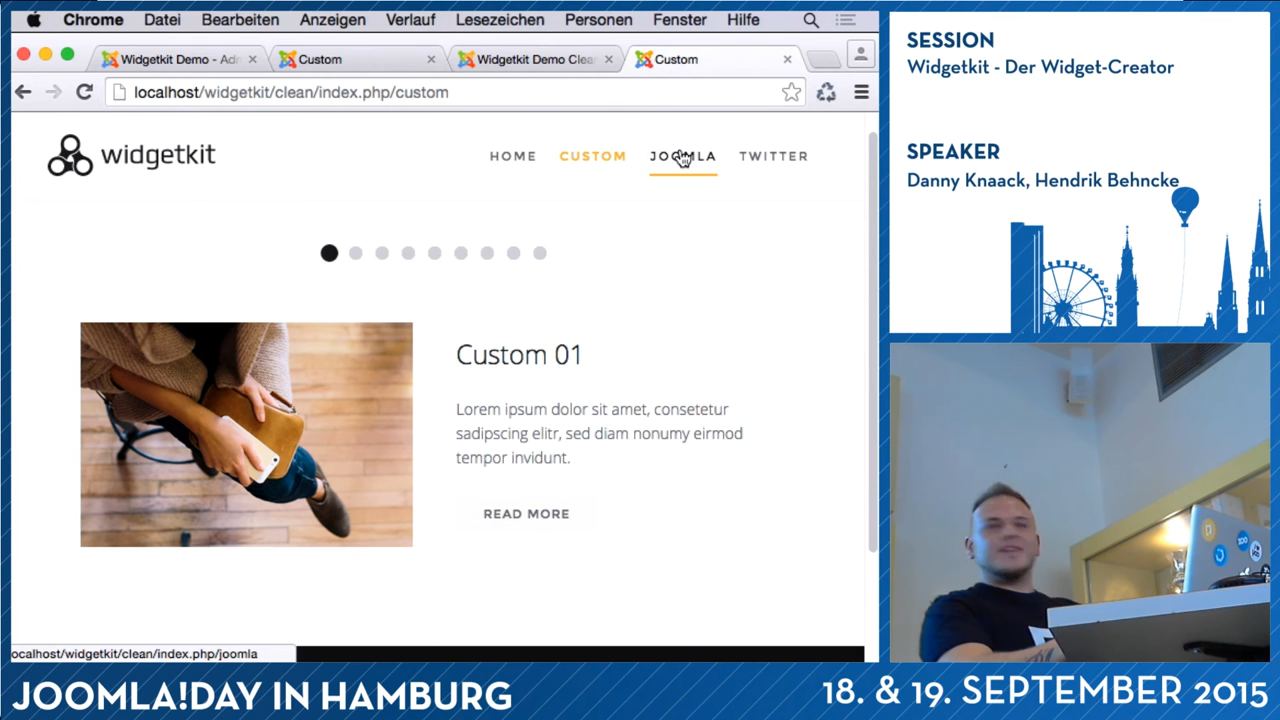 Chrome Datei Bearbeiten Anzeigen Verlauf Lesezeichen Personen Fenster Hilfe
Widgetkit Demo - Adm
Custom
Widgetkit Demo Clean
Custom
localhost/widgetkit/clean/index.php/custom
widgetkit
HOME CUSTOM JOOMLA TWITTER
Custom 01
Lorem ipsum dolor sit amet, consetetur
sadipscing elitr, sed diam nonumy eirmod
tempor invidunt.
READ MORE
ocalhost/widgetkit/clean/index.php/joomla
SESSION
Widgetkit - Der Widget-Creator
SPEAKER
Danny Knaack, Hendrik Behncke
ZOO
JOOMLA!DAY IN HAMBURG
18. & 19. SEPTEMBER 2015